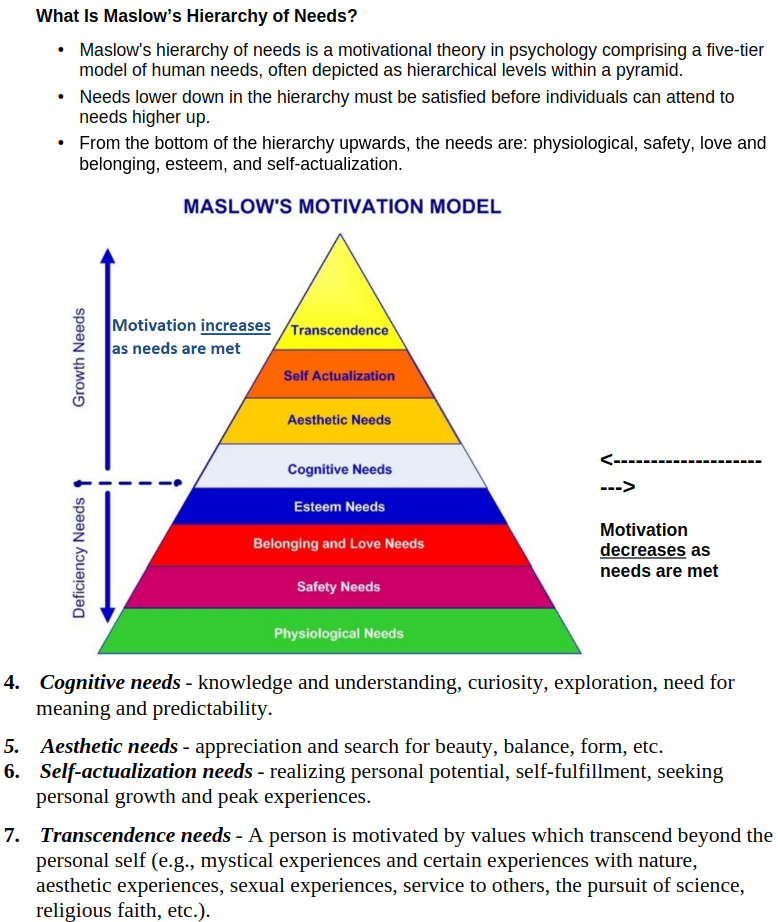 What Is Maslow’s Hierarchy of Needs?
• Maslow's hierarchy of needs is a motivational theory in psychology comprising a five-tier
model of human needs, often depicted as hierarchical levels within a pyramid.
• Needs lower down in the hierarchy must be satisfied before individuals can attend to
needs higher up.
• From the bottom of the hierarchy upwards, the needs are: physiological, safety, love and
belonging, esteem, and self-actualization.
MASLOW'S MOTIVATION MODEL
Growth Needs
Motivation increases
as needs are met
Transcendence
Self Actualization
Aesthetic Needs
Cognitive Needs
Esteem Needs
Belonging and Love Needs
Safety Needs
Physiological Needs
Deficiency Needs
<--------------------
--->
Motivation
decreases as
needs are met
4. Cognitive needs - knowledge and understanding, curiosity, exploration, need for
meaning and predictability.
5. Aesthetic needs - appreciation and search for beauty, balance, form, etc.
6. Self-actualization needs - realizing personal potential, self-fulfillment, seeking
personal growth and peak experiences.
7. Transcendence needs - A person is motivated by values which transcend beyond the
personal self (e.g., mystical experiences and certain experiences with nature,
aesthetic experiences, sexual experiences, service to others, the pursuit of science,
religious faith, etc.).